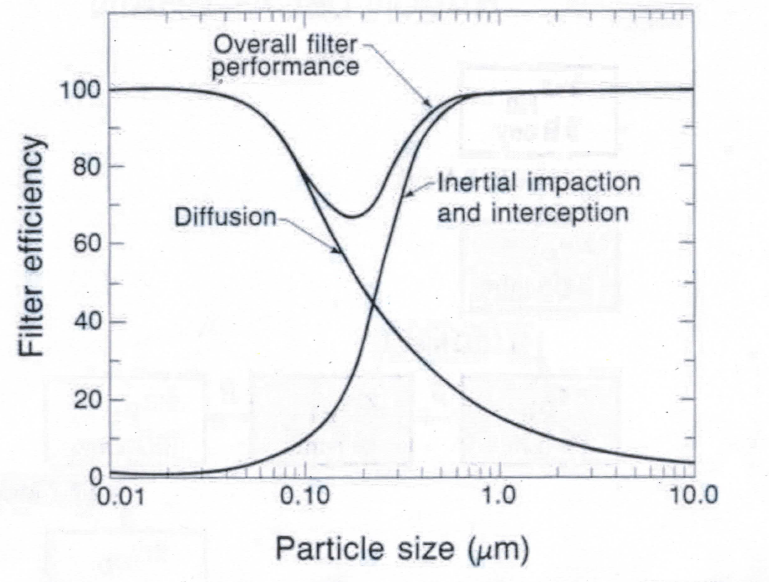 Overall filter
performance
100
80
60
40
20
0
Filter efficiency
Diffusion
Inertial impaction
and interception
0.01
0.10
1.0
10.0
Particle size (μm)